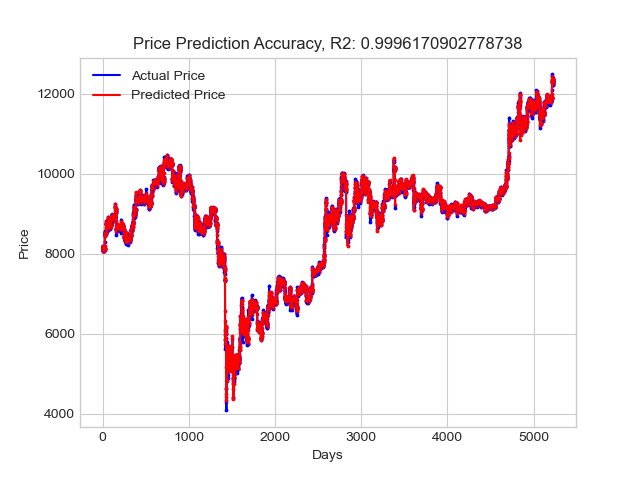 Price Prediction Accuracy, R2: 0.9996170902778738
Actual Price
Predicted Price
12000
10000
8000
6000
4000
Price
0 1000 2000 3000 4000 5000
Days